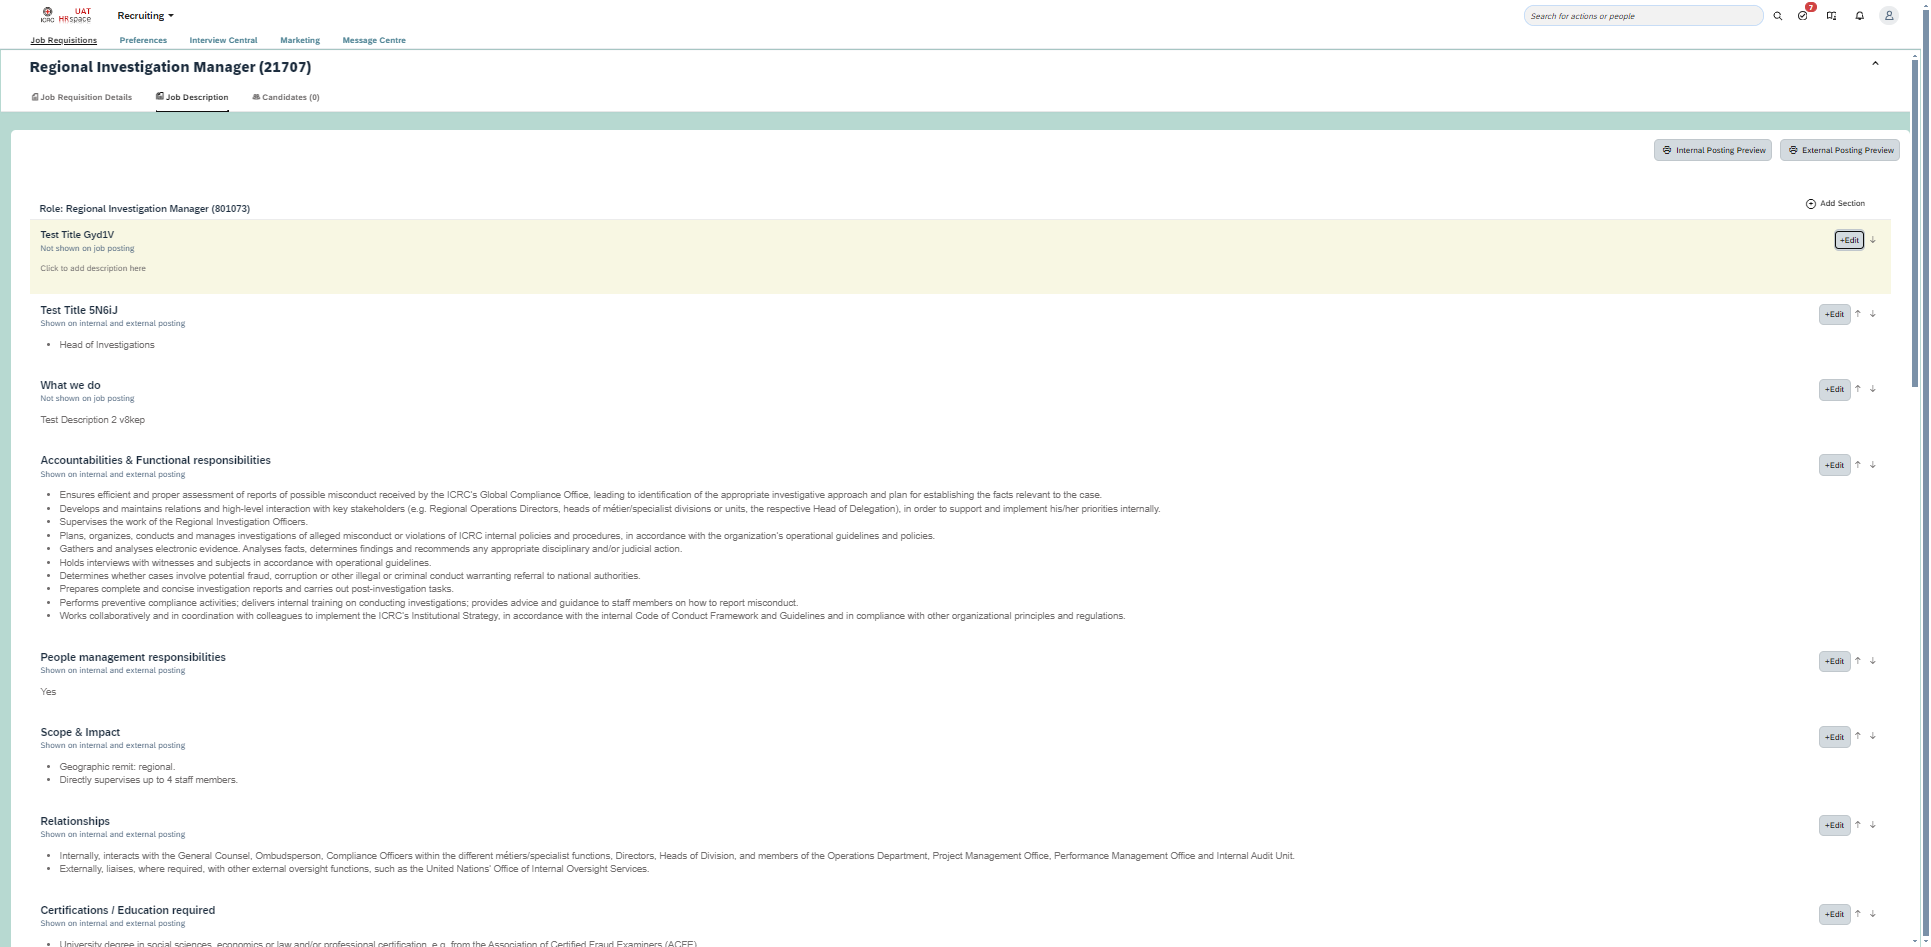 ICRC UAT HRspace Recruiting Search for actions or people 7
Job Requisitions Preferences Interview Central Marketing Message Centre
Regional Investigation Manager (21707)
Job Requisition Details Job Description Candidates (0)
Internal Posting Preview External Posting Preview
Role: Regional Investigation Manager (801073) Add Section
Test Title Gyd1V
Not shown on job posting
+Edit
Click to add description here
Test Title 5N6iJ
Shown on internal and external posting
+Edit
• Head of Investigations
What we do
Not shown on job posting
+Edit
Test Description 2 v8kep
Accountabilities & Functional responsibilities
Shown on internal and external posting
+Edit
• Ensures efficient and proper assessment of reports of possible misconduct received by the ICRC's Global Compliance Office, leading to identification of the appropriate investigative approach and plan for establishing the facts relevant to the case.
• Develops and maintains relations and high-level interaction with key stakeholders (e.g. Regional Operations Directors, heads of métier/specialist divisions or units, the respective Head of Delegation), in order to support and implement his/her priorities internally.
• Supervises the work of the Regional Investigation Officers.
• Plans, organizes, conducts and manages investigations of alleged misconduct or violations of ICRC internal policies and procedures, in accordance with the organization's operational guidelines and policies.
• Gathers and analyses electronic evidence. Analyses facts, determines findings and recommends any appropriate disciplinary and/or judicial action.
• Holds interviews with witnesses and subjects in accordance with operational guidelines.
• Determines whether cases involve potential fraud, corruption or other illegal or criminal conduct warranting referral to national authorities.
• Prepares complete and concise investigation reports and carries out post-investigation tasks.
• Performs preventive compliance activities; delivers internal training on conducting investigations; provides advice and guidance to staff members on how to report misconduct.
• Works collaboratively and in coordination with colleagues to implement the ICRC's Institutional Strategy, in accordance with the internal Code of Conduct Framework and Guidelines and in compliance with other organizational principles and regulations.
People management responsibilities
Shown on internal and external posting
+Edit
Yes
Scope & Impact
Shown on internal and external posting
+Edit
• Geographic remit: regional.
• Directly supervises up to 4 staff members.
Relationships
Shown on internal and external posting
+Edit
• Internally, interacts with the General Counsel, Ombudsperson, Compliance Officers within the different métiers/specialist functions, Directors, Heads of Division, and members of the Operations Department, Project Management Office, Performance Management Office and Internal Audit Unit.
• Externally, liaises, where required, with other external oversight functions, such as the United Nations' Office of Internal Oversight Services.
Certifications / Education required
Shown on internal and external posting
+Edit
• University degree in social sciences, economics or law and/or professional certification, e.g. from the Association of Certified Fraud Examiners (ACFE).